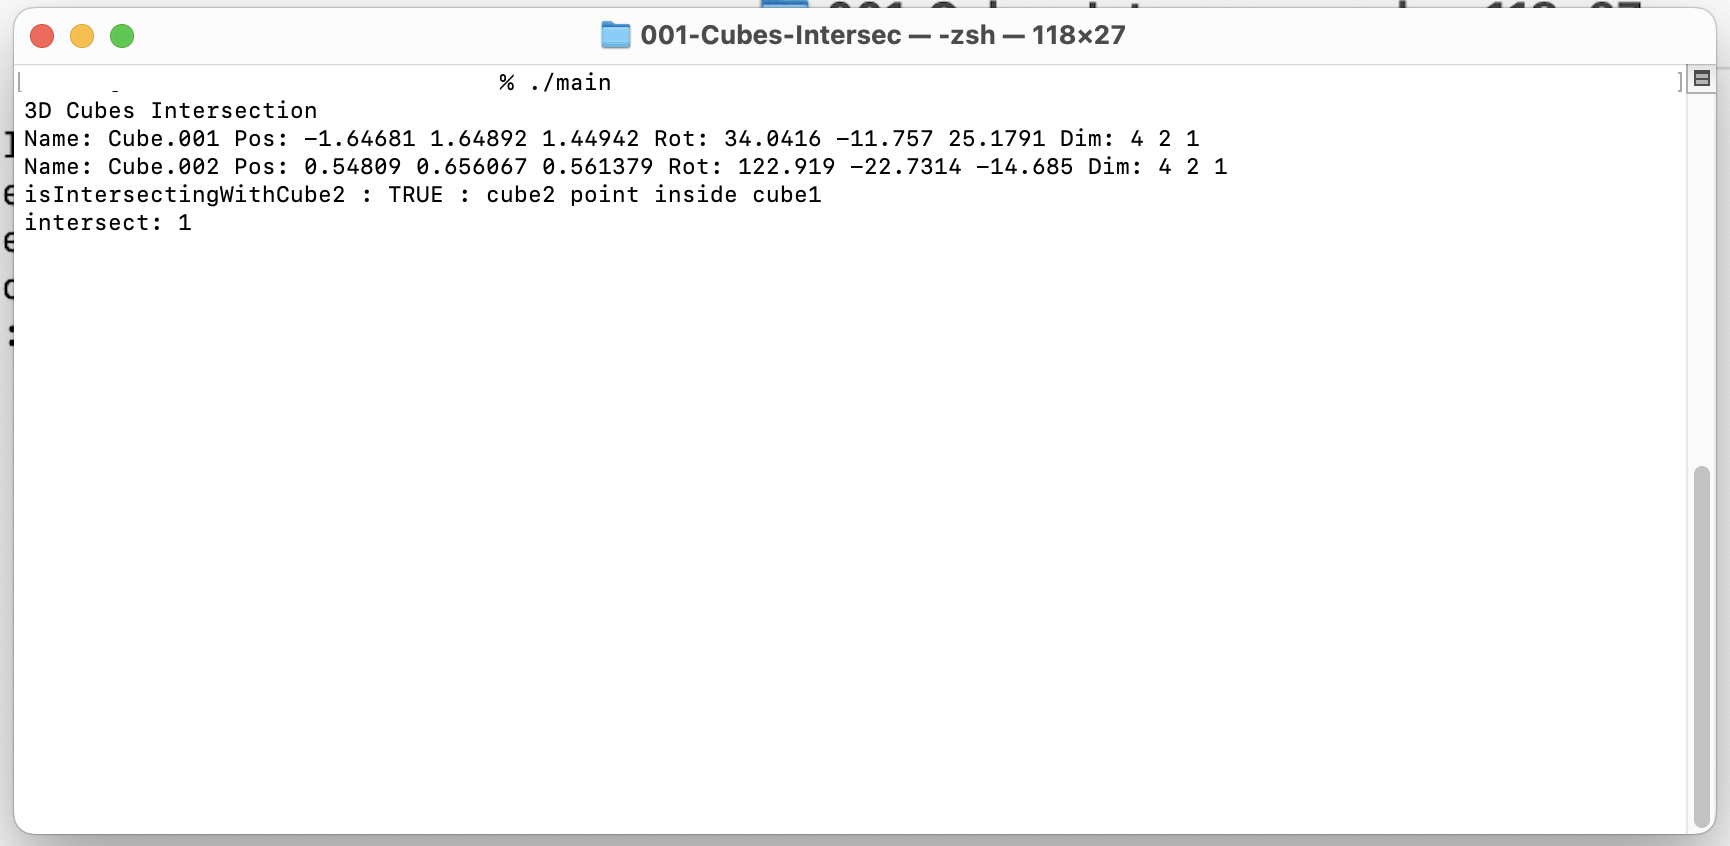 001-Cubes-Intersec — -zsh — 118×27
% ./main
3D Cubes Intersection
Name: Cube.001 Pos: -1.64681 1.64892 1.44942 Rot: 34.0416 -11.757 25.1791 Dim: 4 2 1
Name: Cube.002 Pos: 0.54809 0.656067 0.561379 Rot: 122.919 -22.7314 -14.685 Dim: 4 2 1
isIntersectingWithCube2 : TRUE : cube2 point inside cube1
intersect: 1